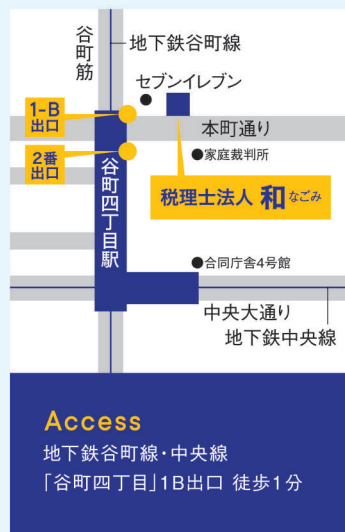 谷町筋
地下鉄谷町線
セブンイレブン
1-B
出口
本町通り
2番
出口
家庭裁判所
税理士法人 和 なごみ
谷町四丁目駅
合同庁舎4号館
中央大通り
地下鉄中央線
Access
地下鉄谷町線・中央線
「谷町四丁目」1B出口 徒歩1分